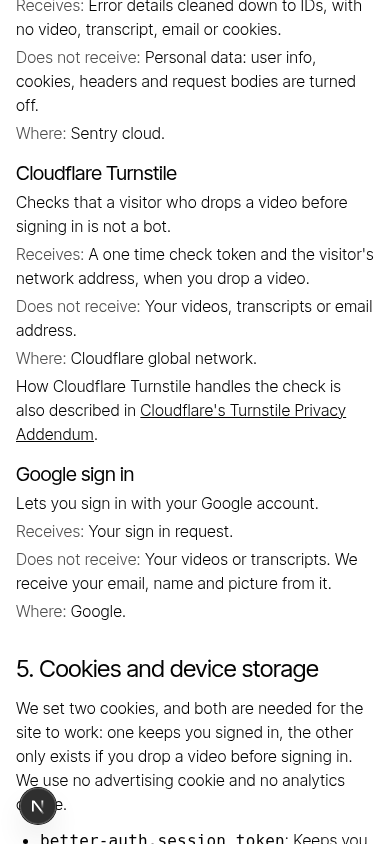 Receives: Error details cleaned down to IDs, with
no video, transcript, email or cookies.
Does not receive: Personal data: user info,
cookies, headers and request bodies are turned
off.
Where: Sentry cloud.
Cloudflare Turnstile
Checks that a visitor who drops a video before
signing in is not a bot.
Receives: A one time check token and the visitor's
network address, when you drop a video.
Does not receive: Your videos, transcripts or email
address.
Where: Cloudflare global network.
How Cloudflare Turnstile handles the check is
also described in Cloudflare's Turnstile Privacy
Addendum.
Google sign in
Lets you sign in with your Google account.
Receives: Your sign in request.
Does not receive: Your videos or transcripts. We
receive your email, name and picture from it.
Where: Google.
5. Cookies and device storage
We set two cookies, and both are needed for the
site to work: one keeps you signed in, the other
only exists if you drop a video before signing in.
We use no advertising cookie and no analytics
N
better-auth.session_token: Keeps you